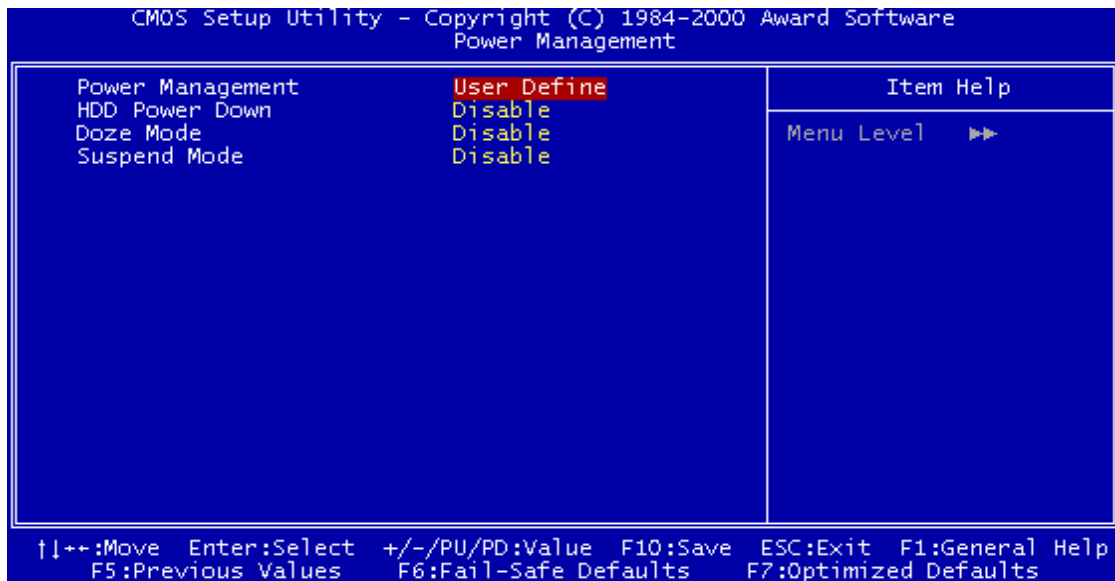 CMOS Setup Utility – Copyright (C) 1984–2000 Award Software
Power Management
Power Management User Define
HDD Power Down Disable
Doze Mode Disable
Suspend Mode Disable
Item Help
Menu Level ▶▶
↑↓←→:Move Enter:Select +/-/PU/PD:Value F10:Save ESC:Exit F1:General Help
F5:Previous Values F6:Fail-Safe Defaults F7:Optimized Defaults